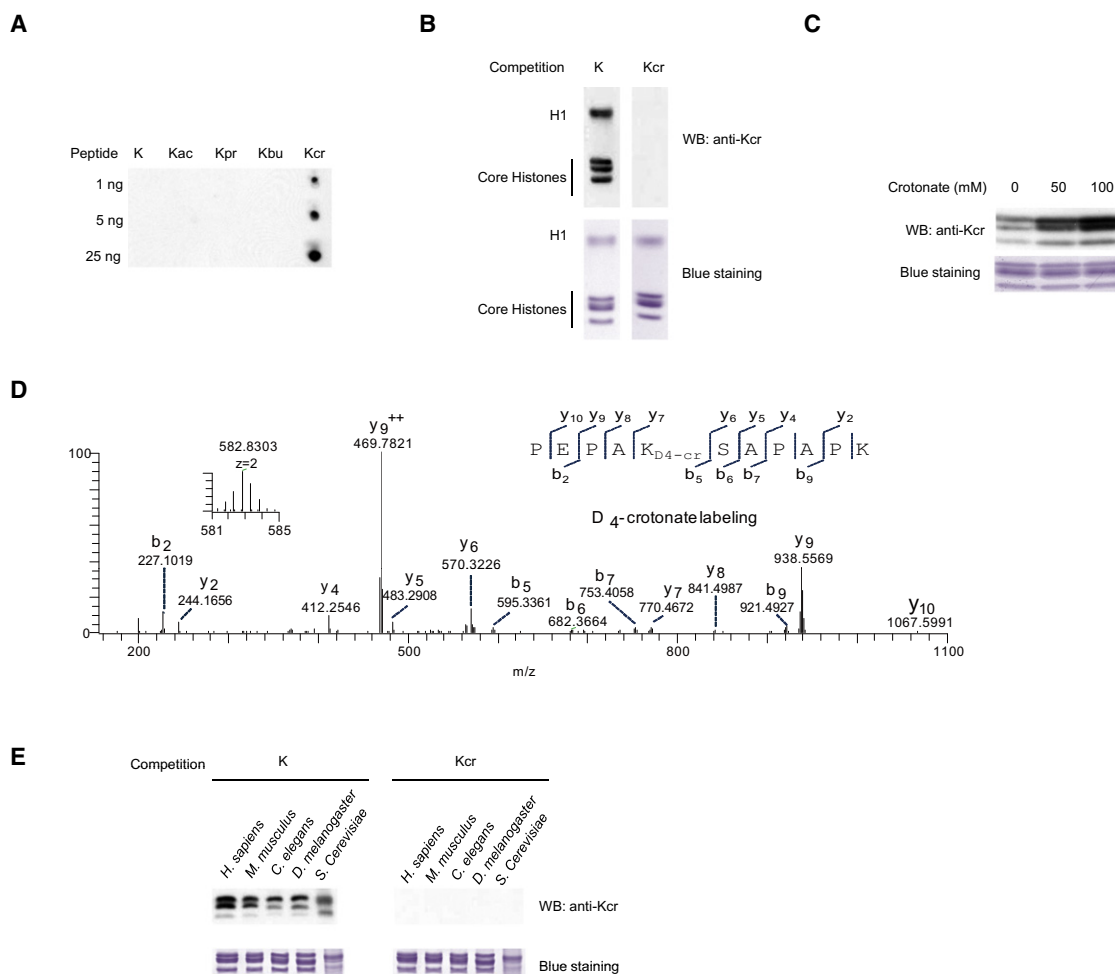 A
Peptide K Kac Kpr Kbu Kcr
1 ng
5 ng
25 ng
B
Competition K Kcr
H1
Core Histones
WB: anti-Kcr
H1
Core Histones
Blue staining
C
Crotonate (mM) 0 50 100
WB: anti-Kcr
Blue staining
D
y10 y9 y8 y7 y6 y5 y4 y2
P E P A K D4-cr S A P A P K
b2 b5 b6 b7 b9
D 4-crotonate labeling
100
0
582.8303
z=2
581 585
b2
227.1019
y2
244.1656
y4
412.2546
y9++
469.7821
y5
483.2908
y6
570.3226
b5
595.3361
b6
682.3664
b7
753.4058
y7
770.4672
y8
841.4987
b9
921.4927
y9
938.5569
y10
1067.5991
200 500 800 1100
m/z
E
Competition K Kcr
H. sapiens
M. musculus
C. elegans
D. melanogaster
S. Cerevisiae
H. sapiens
M. musculus
C. elegans
D. melanogaster
S. Cerevisiae
WB: anti-Kcr
Blue staining